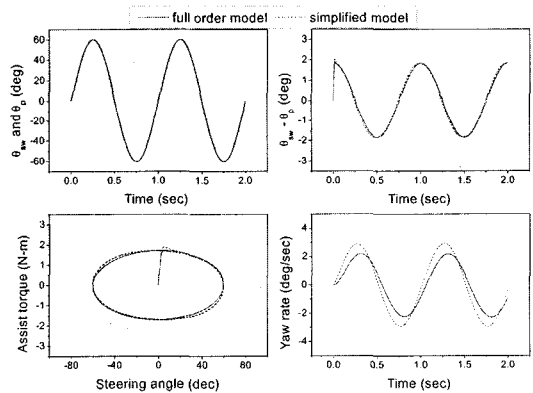 full order model simplified model
θsw and θp (deg)
60
40
20
0
-20
-40
-60
0.0 0.5 1.0 1.5 2.0
Time (sec)
θsw - θp (deg)
3
2
1
0
-1
-2
-3
0.0 0.5 1.0 1.5 2.0
Time (sec)
Assist torque (N-m)
3
2
1
0
-1
-2
-3
-80 -40 0 40 80
Steering angle (dec)
Yaw rate (deg/sec)
4
2
0
-2
-4
0.0 0.5 1.0 1.5 2.0
Time (sec)